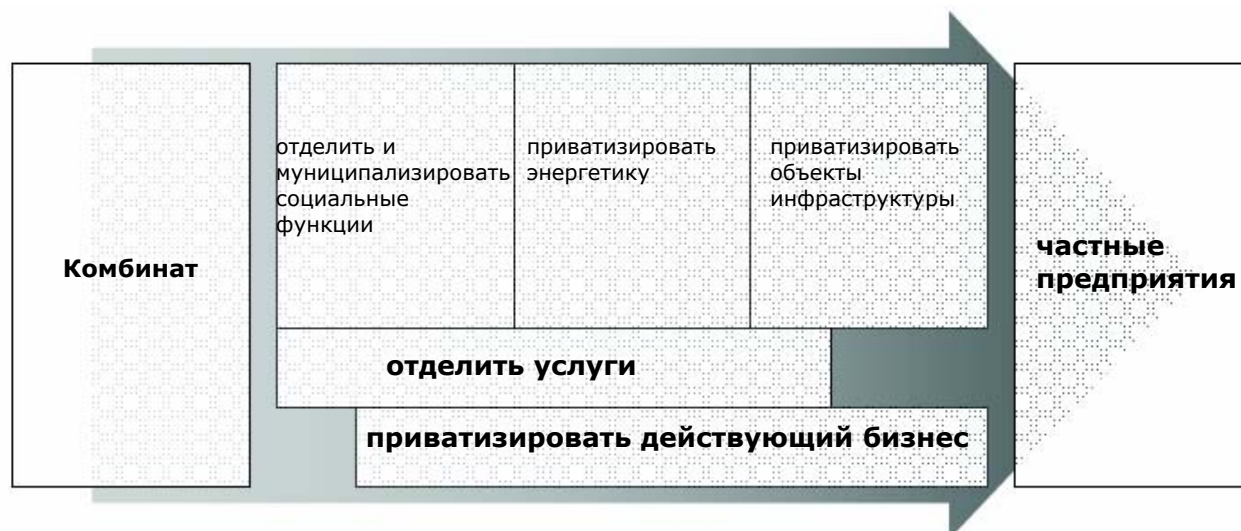 Комбинат
отделить и
муниципализировать
социальные
функции
приватизировать
энергетику
приватизировать
объекты
инфраструктуры
отделить услуги
приватизировать действующий бизнес
частные
предприятия